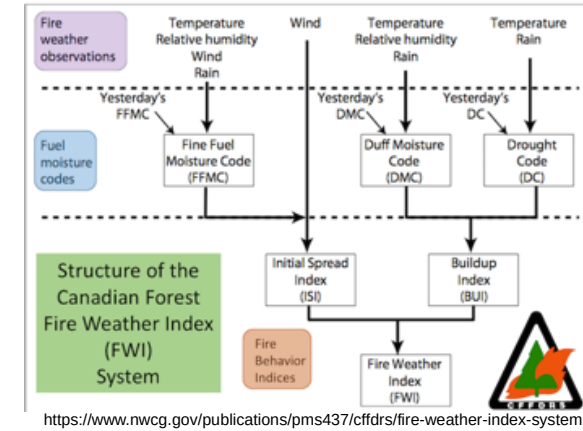 Fire
weather
observations
Temperature
Relative humidity
Wind
Rain
Wind
Temperature
Relative humidity
Rain
Temperature
Rain
Yesterday's
FFMC
Yesterday's
DMC
Yesterday's
DC
Fuel
moisture
codes
Fine Fuel
Moisture Code
(FFMC)
Duff Moisture
Code
(DMC)
Drought
Code
(DC)
Structure of the
Canadian Forest
Fire Weather Index
(FWI)
System
Initial Spread
Index
(ISI)
Buildup
Index
(BUI)
Fire
Behavior
Indices
Fire Weather
Index
(FWI)
CFFDRS
https://www.nwcg.gov/publications/pms437/cffdrs/fire-weather-index-system